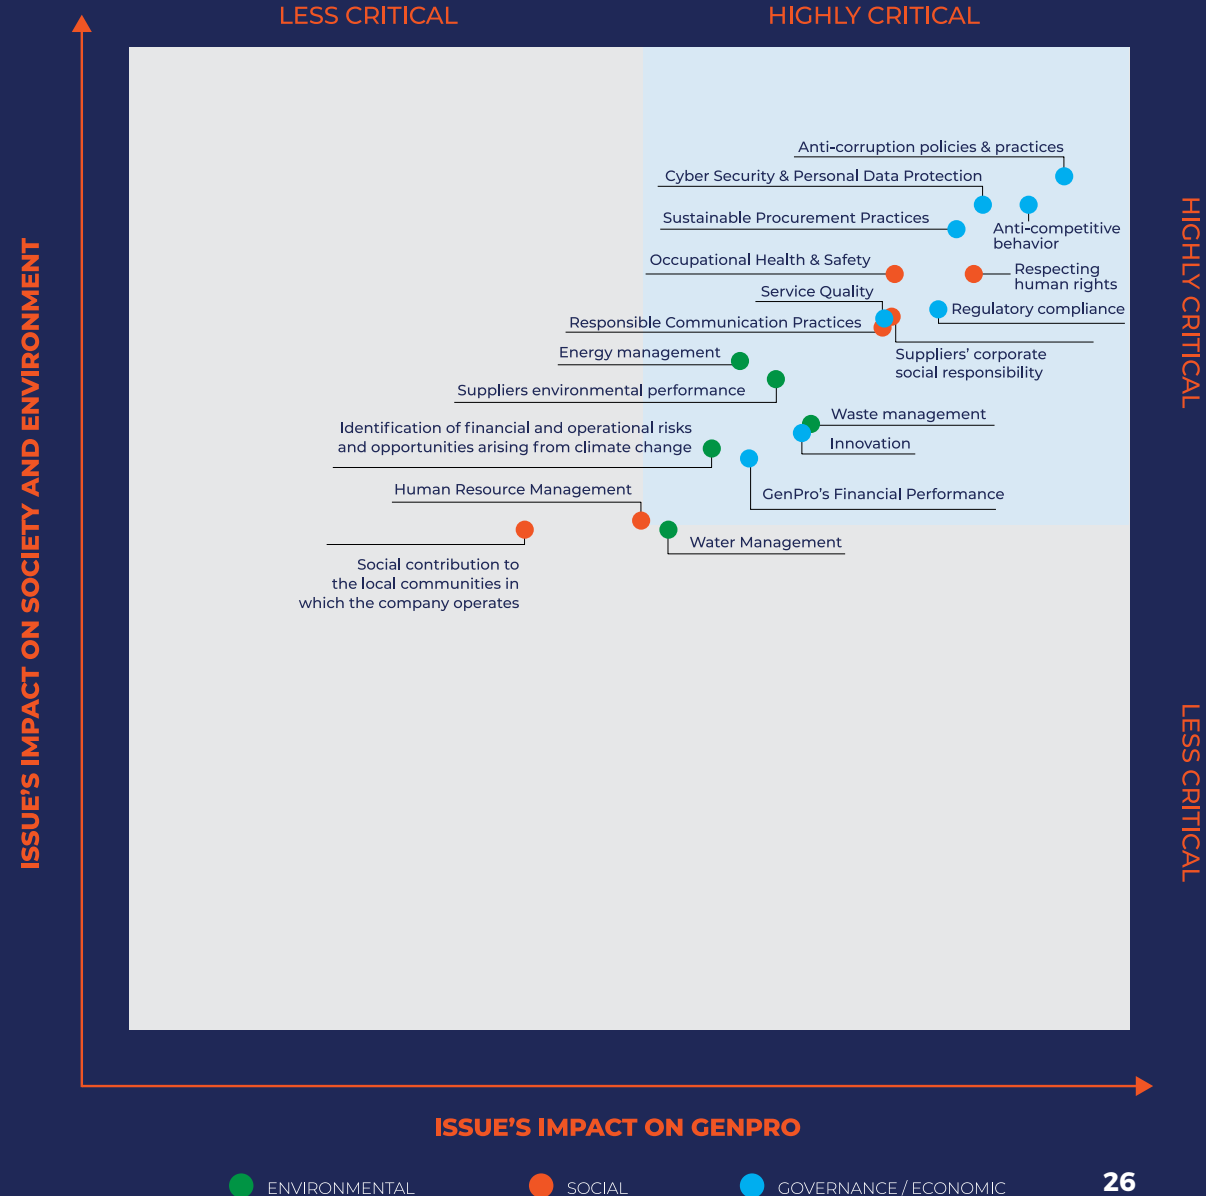 LESS CRITICAL
HIGHLY CRITICAL
Anti-corruption policies & practices
Cyber Security & Personal Data Protection
Sustainable Procurement Practices
Anti-competitive
behavior
Occupational Health & Safety
Respecting
human rights
Service Quality
Regulatory compliance
Responsible Communication Practices
Suppliers’ corporate
social responsibility
Energy management
Suppliers environmental performance
Waste management
Identification of financial and operational risks
and opportunities arising from climate change
Innovation
Human Resource Management
GenPro’s Financial Performance
Water Management
Social contribution to
the local communities in
which the company operates
ISSUE’S IMPACT ON SOCIETY AND ENVIRONMENT
HIGHLY CRITICAL
LESS CRITICAL
ISSUE’S IMPACT ON GENPRO
ENVIRONMENTAL
SOCIAL
GOVERNANCE / ECONOMIC
26